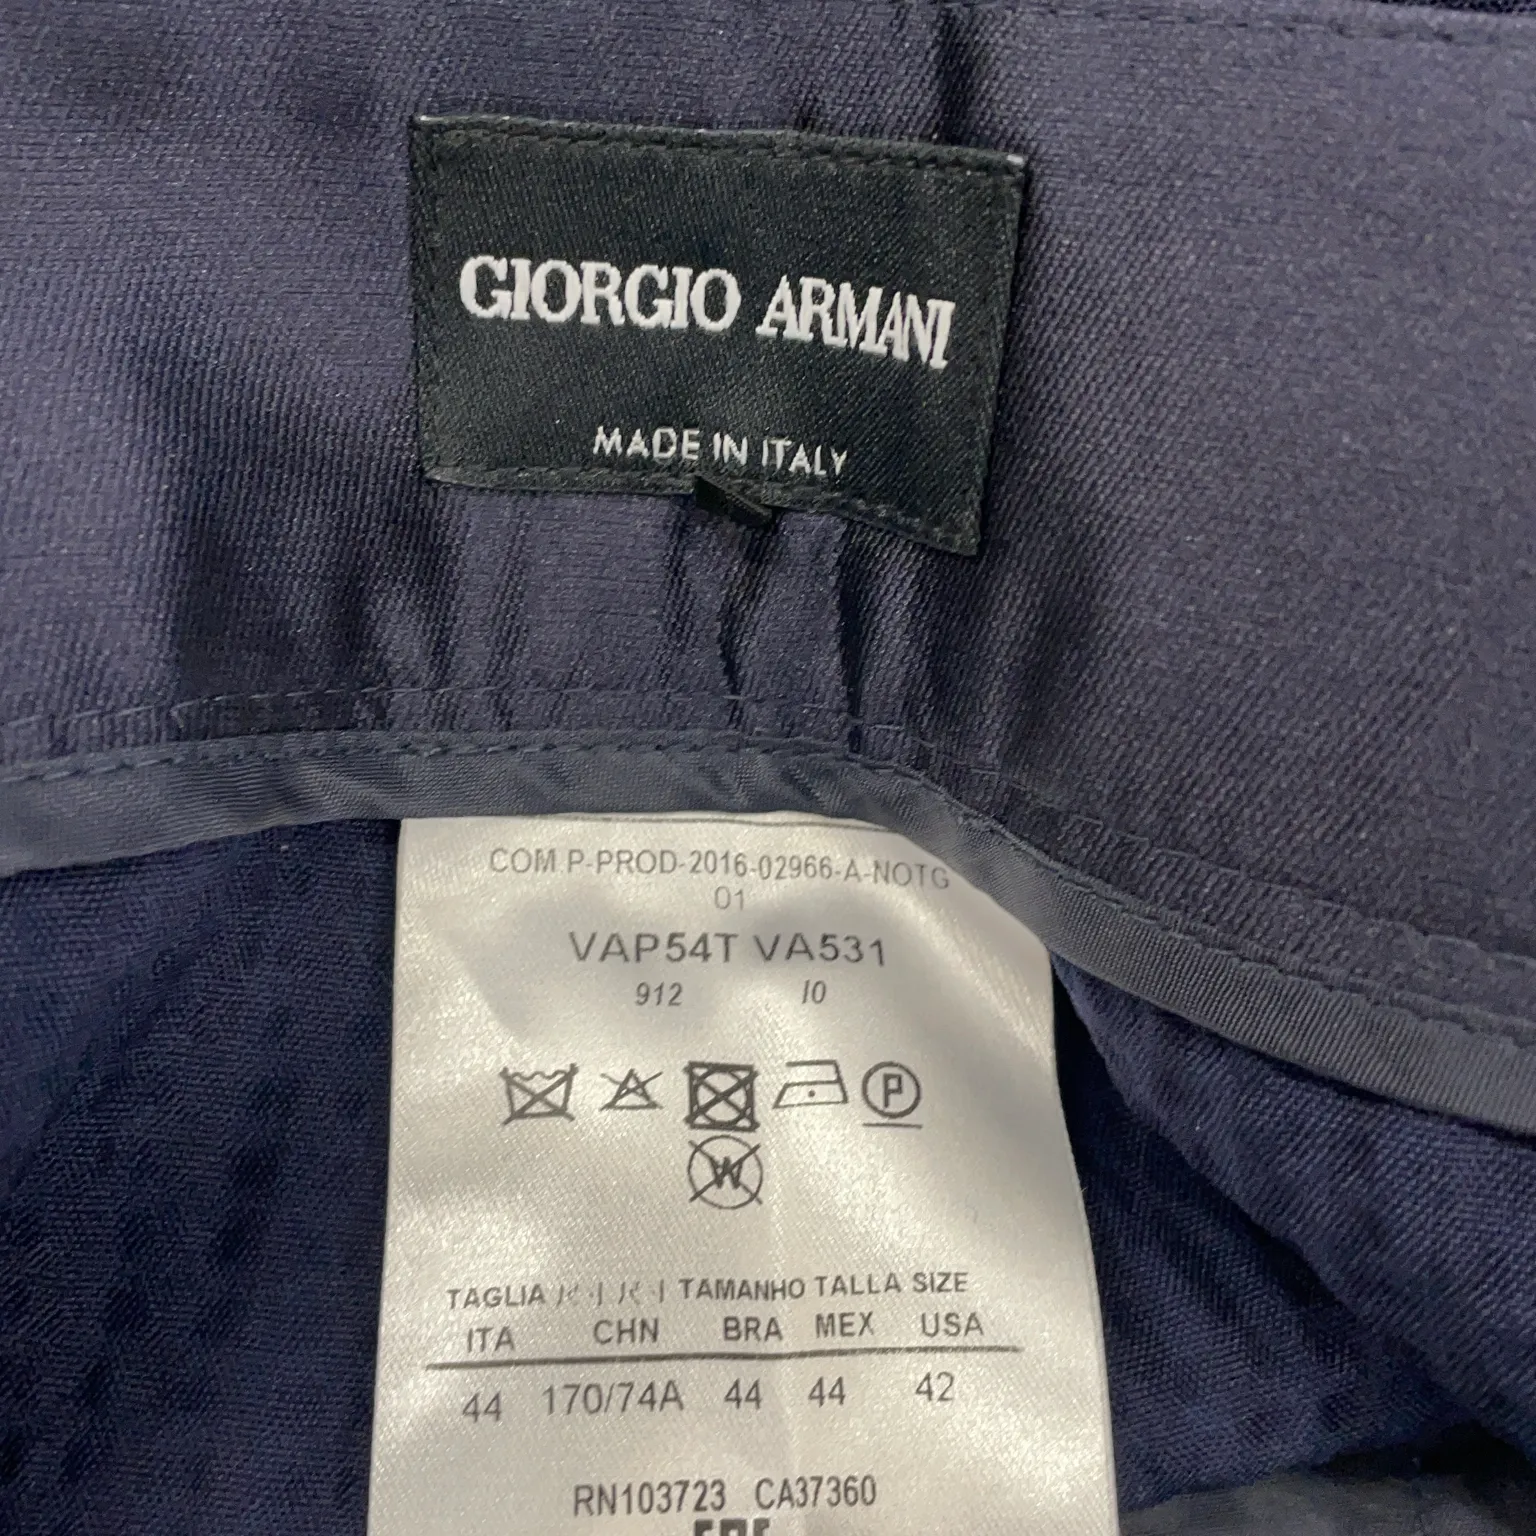 GIORGIO ARMANI
MADE IN ITALY
COM.P-PROD-2016-02966-A-NOTG
01
VAP54T VA531
912 I0
P
W
TAGLIA TAMANHO TALLA SIZE
ITA CHN BRA MEX USA
44 170/74A 44 44 42
RN103723 CA37360